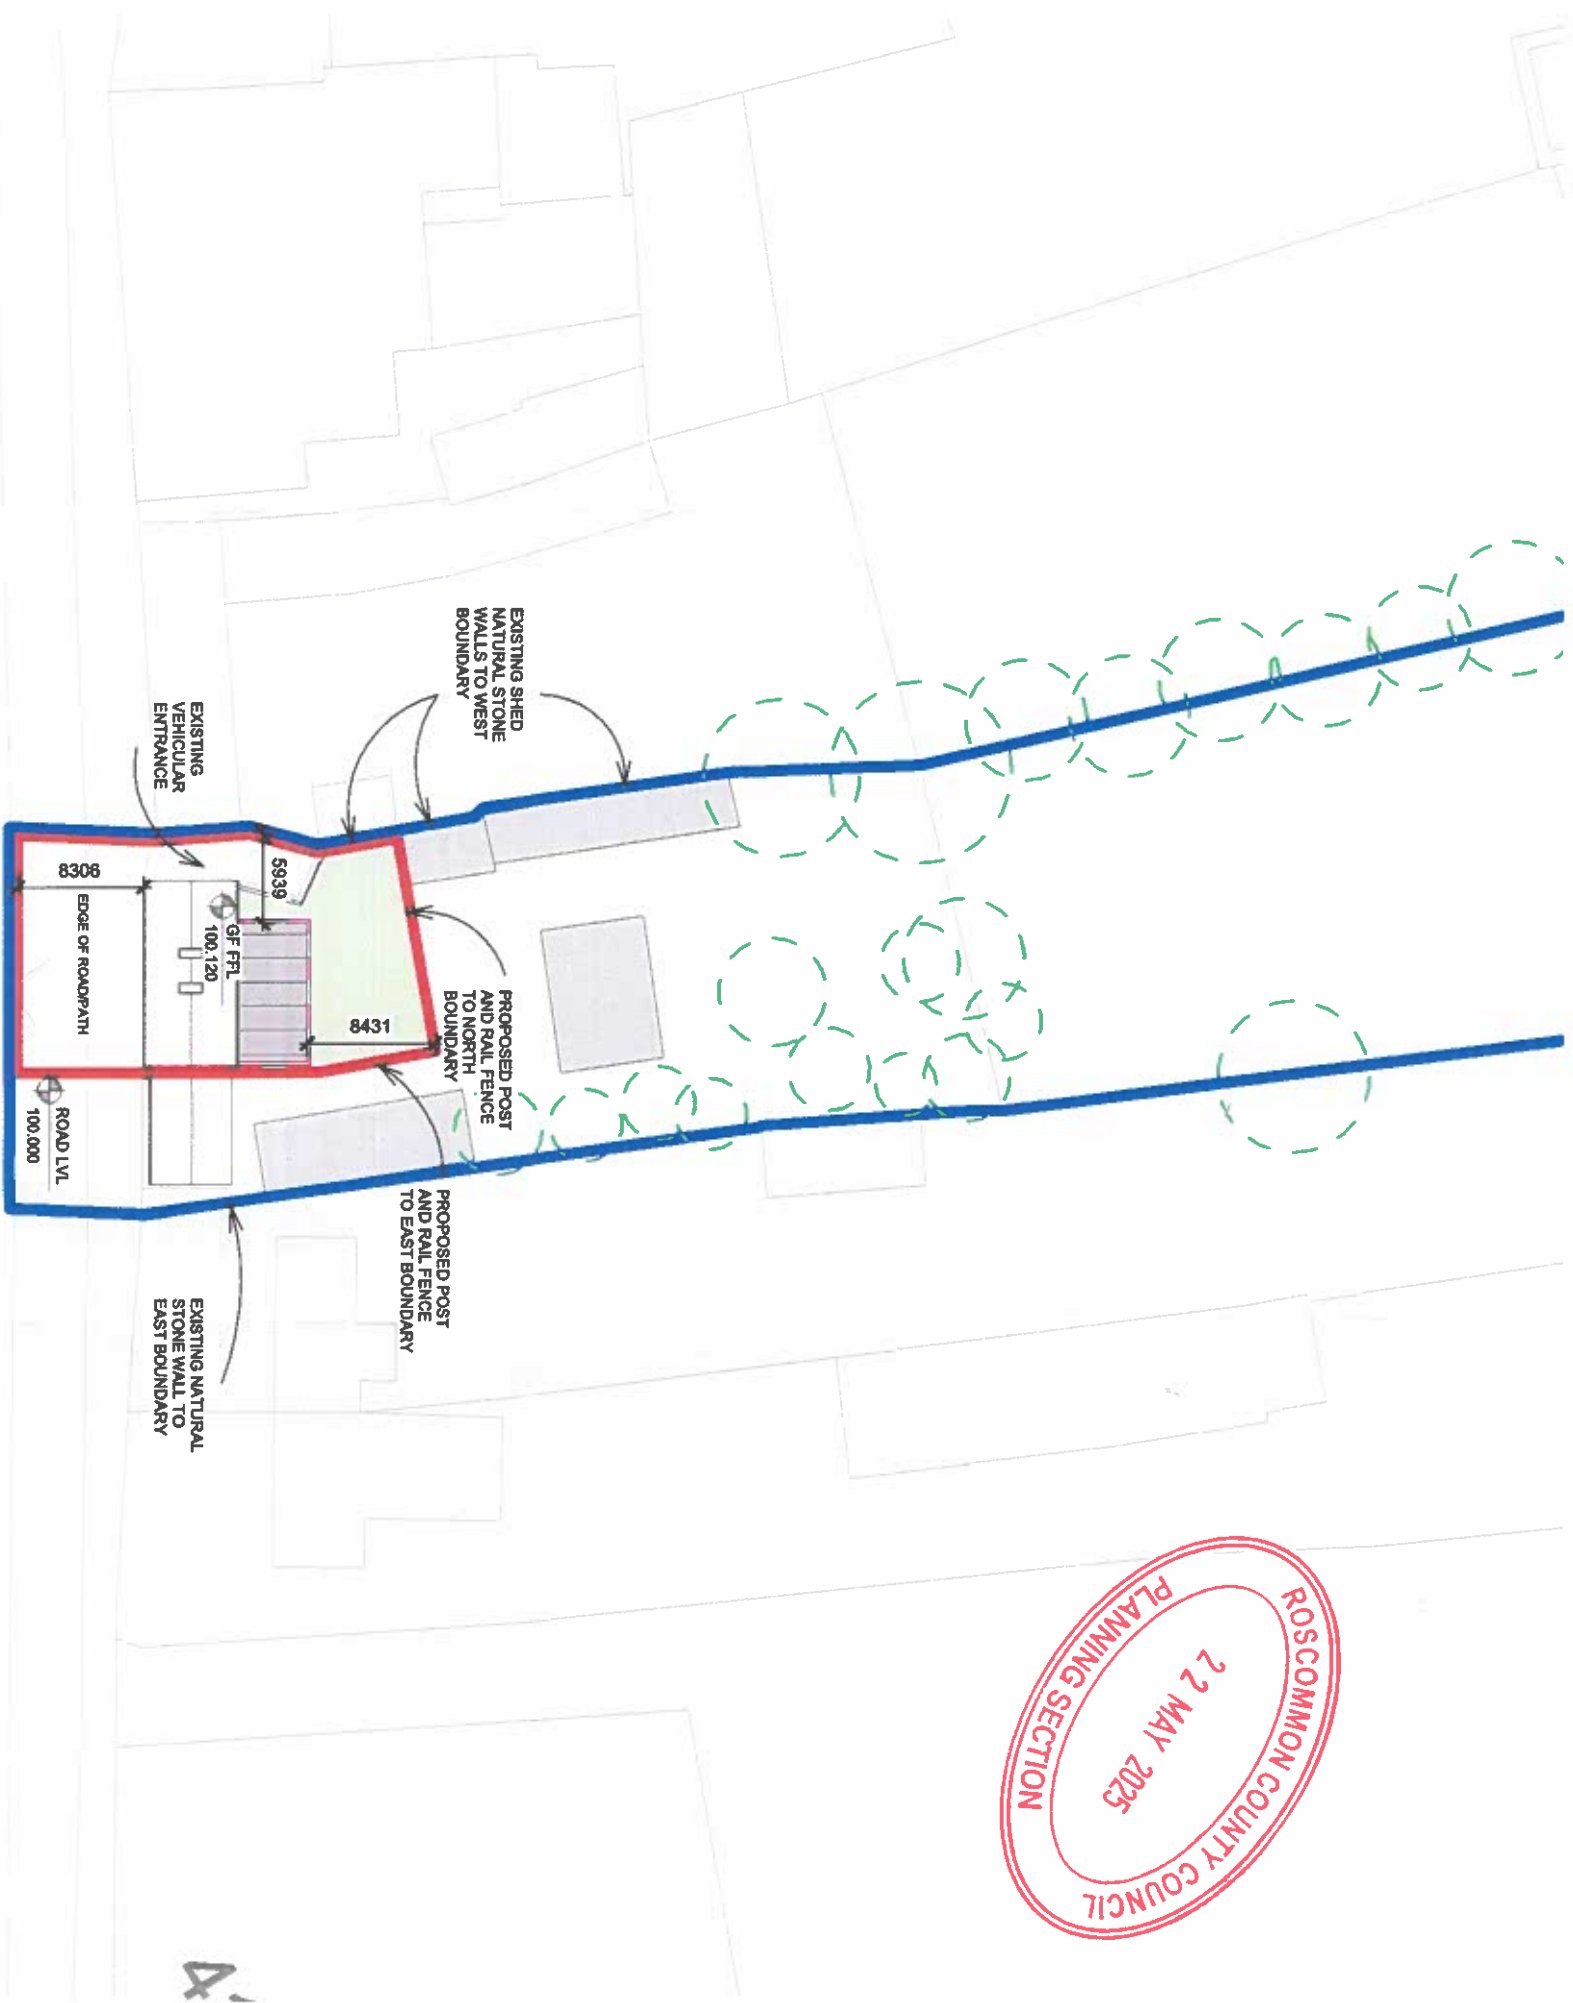 EXISTING SHED
NATURAL STONE
WALLS TO WEST
BOUNDARY
EXISTING
VEHICULAR
ENTRANCE
PROPOSED POST
AND RAIL FENCE
TO NORTH
BOUNDARY
PROPOSED POST
AND RAIL FENCE
TO EAST BOUNDARY
EXISTING NATURAL
STONE WALL TO
EAST BOUNDARY
5939
8306
8431
EDGE OF ROAD/PATH
GF FFL
100.120
ROAD LVL
100.000
ROSCOMMON COUNTY COUNCIL
22 MAY 2025
PLANNING SECTION